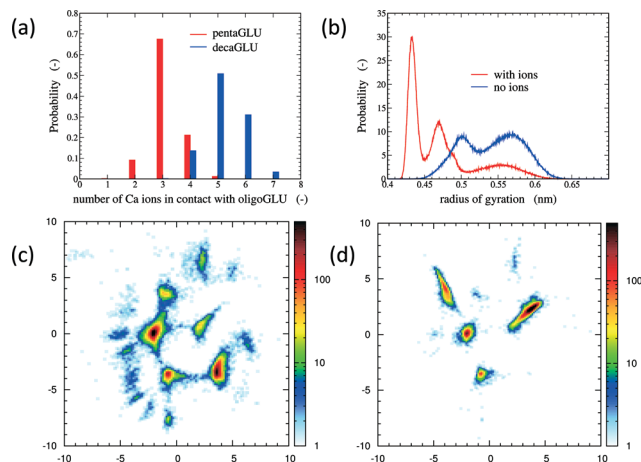 (a)
0.8
0.7
0.6
0.5
0.4
0.3
0.2
0.1
0
Probability (-)
pentaGLU
decaGLU
0 1 2 3 4 5 6 7 8
number of Ca ions in contact with oligoGLU (-)
(b)
35
30
25
20
15
10
5
0
Probability (-)
with ions
no ions
0.4 0.45 0.5 0.55 0.6 0.65
radius of gyration (nm)
(c)
10
5
0
-5
-10
-10 -5 0 5 10
100
10
1
(d)
10
5
0
-5
-10
-10 -5 0 5 10
100
10
1